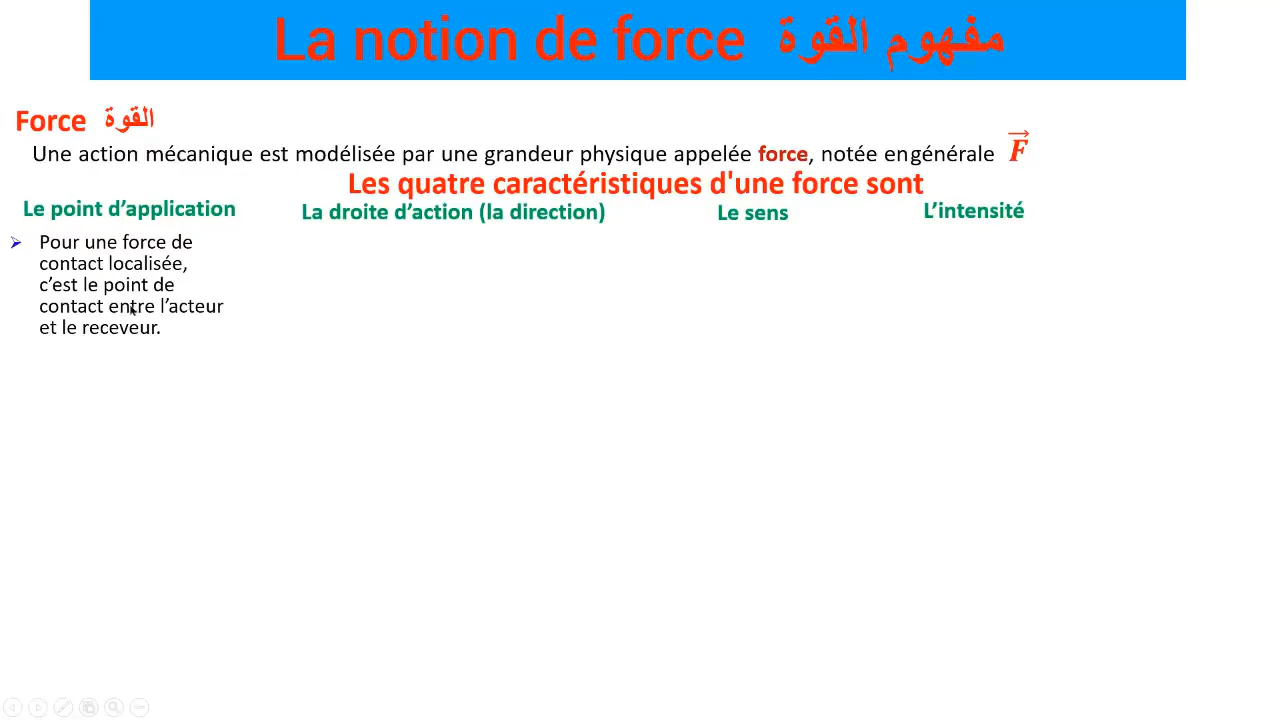 La notion de force مفهوم القوة
Force القوة
Une action mécanique est modélisée par une grandeur physique appelée force, notée engénérale F⃗
Les quatre caractéristiques d'une force sont
Le point d’application
La droite d’action (la direction)
Le sens
L’intensité
➢ Pour une force de
contact localisée,
c’est le point de
contact entre l’acteur
et le receveur.